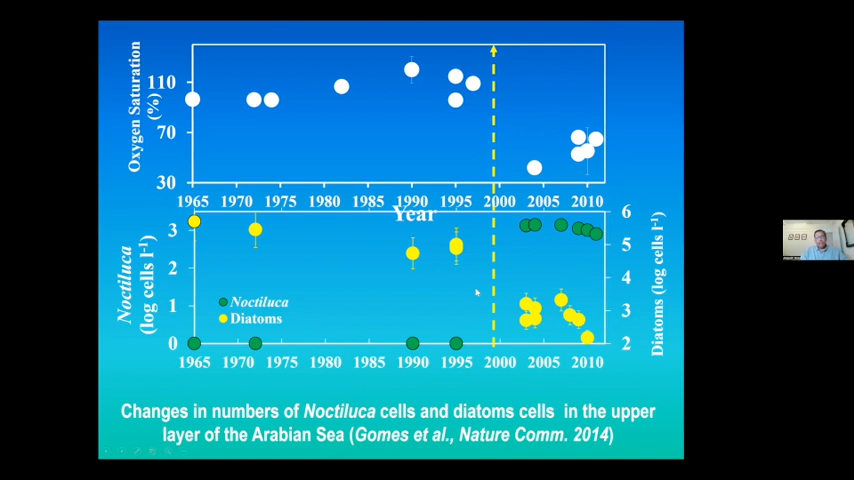 Oxygen Saturation
(%)
110
70
30
1965 1970 1975 1980 1985 1990 1995 2000 2005 2010
Year
Noctiluca
(log cells l-1)
3
2
1
0
Noctiluca
Diatoms
6
5
4
3
2
Diatoms (log cells l-1)
1965 1970 1975 1980 1985 1990 1995 2000 2005 2010
Changes in numbers of Noctiluca cells and diatoms cells in the upper
layer of the Arabian Sea (Gomes et al., Nature Comm. 2014)